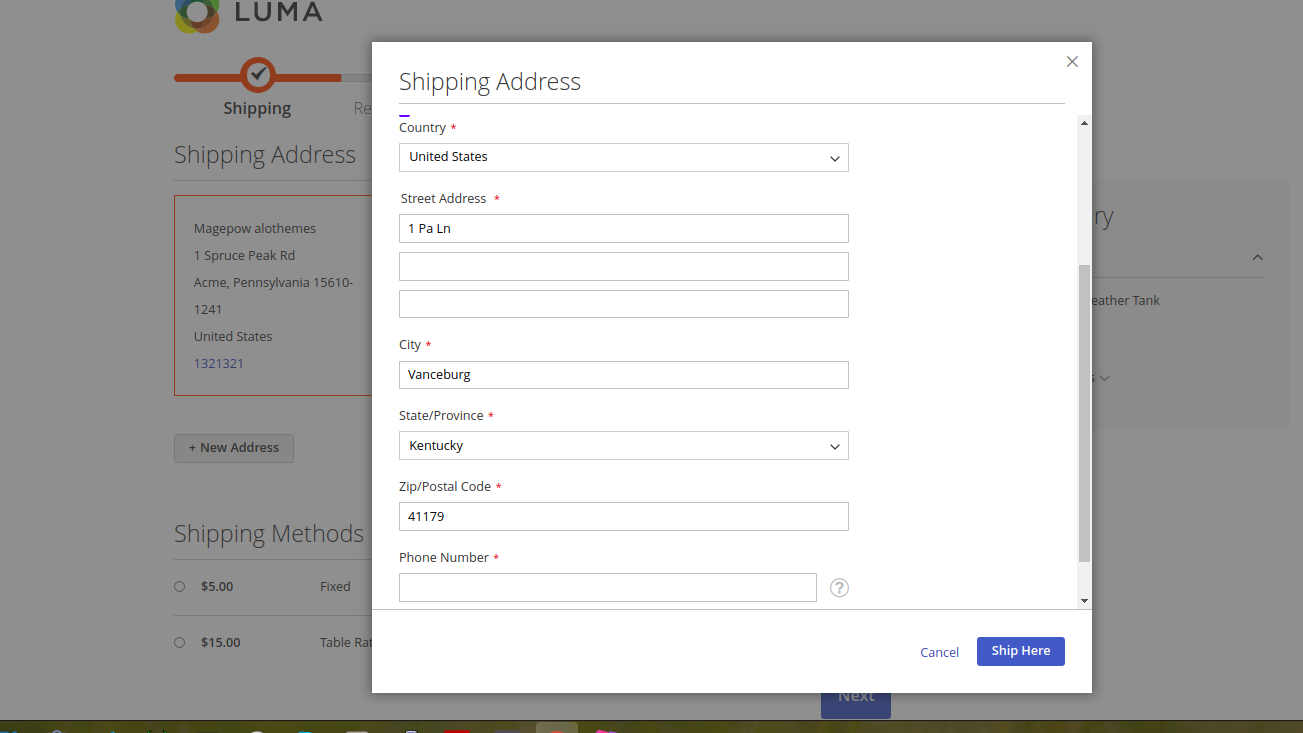 LUMA
Shipping
Re
Shipping Address
Magepow alothemes
1 Spruce Peak Rd
Acme, Pennsylvania 15610-
1241
United States
1321321
+ New Address
Shipping Methods
$5.00 Fixed
$15.00 Table Rat
Shipping Address
Country *
United States
Street Address *
1 Pa Ln
City *
Vanceburg
State/Province *
Kentucky
Zip/Postal Code *
41179
Phone Number *
?
Cancel
Ship Here
ry
eather Tank
s
Next